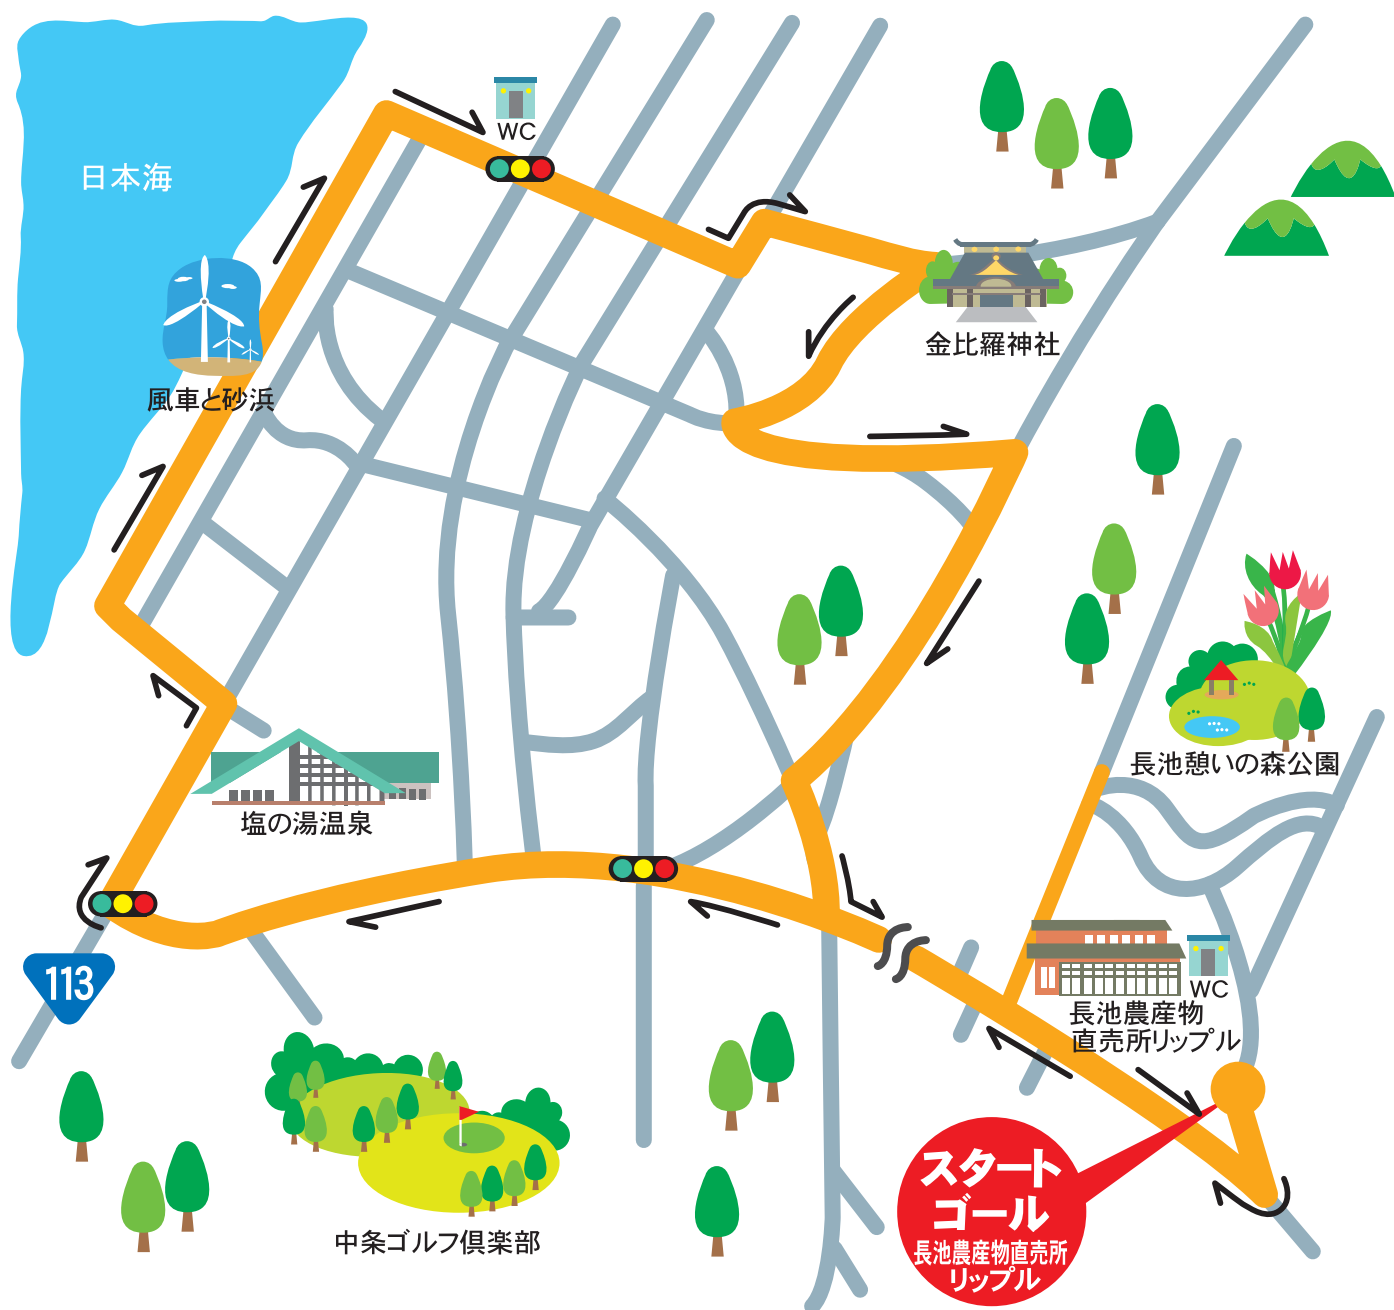 WC
日本海
金比羅神社
風車と砂浜
長池憩いの森公園
塩の湯温泉
113
WC
長池農産物
直売所リップル
スタート
ゴール
長池農産物直売所
リップル
中条ゴルフ倶楽部